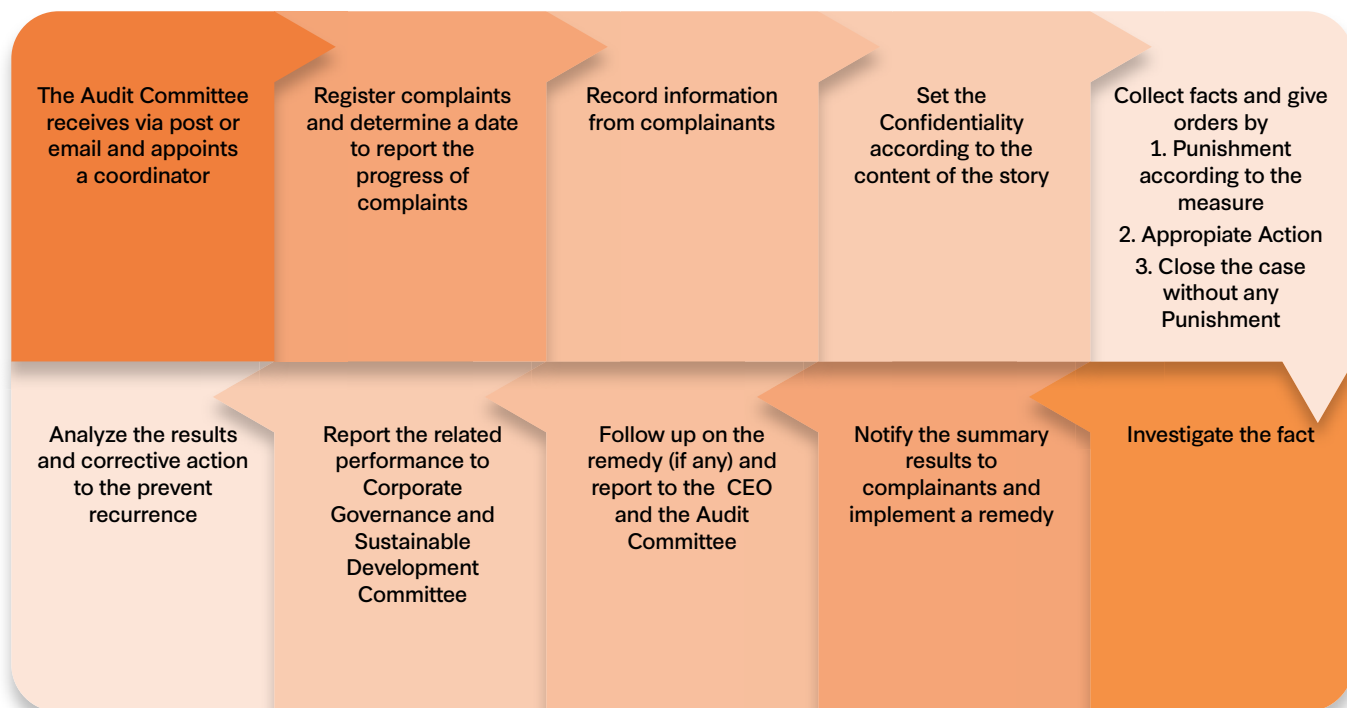 The Audit Committee
receives via post or
email and appoints
a coordinator
Register complaints
and determine a date
to report the
progress of
complaints
Record information
from complainants
Set the
Confidentiality
according to the
content of the story
Collect facts and give
orders by
1. Punishment
according to the
measure
2. Appropiate Action
3. Close the case
without any
Punishment
Investigate the fact
Notify the summary
results to
complainants and
implement a remedy
Follow up on the
remedy (if any) and
report to the CEO
and the Audit
Committee
Report the related
performance to
Corporate
Governance and
Sustainable
Development
Committee
Analyze the results
and corrective action
to the prevent
recurrence